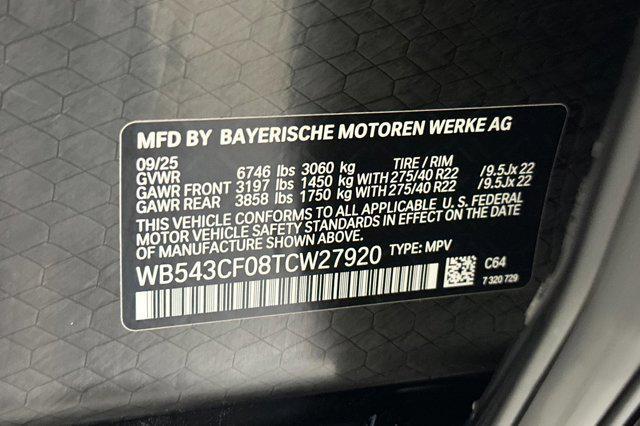 MFD BY BAYERISCHE MOTOREN WERKE AG
09/25 TIRE / RIM
GVWR 6746 lbs 3060 kg
GAWR FRONT 3197 lbs 1450 kg WITH 275/40 R22 / 9.5Jx 22
GAWR REAR 3858 lbs 1750 kg WITH 275/40 R22 / 9.5Jx 22
THIS VEHICLE CONFORMS TO ALL APPLICABLE U. S. FEDERAL
MOTOR VEHICLE SAFETY STANDARDS IN EFFECT ON THE DATE
OF MANUFACTURE SHOWN ABOVE.
WB543CF08TCW27920 TYPE: MPV
C64
7 320 729